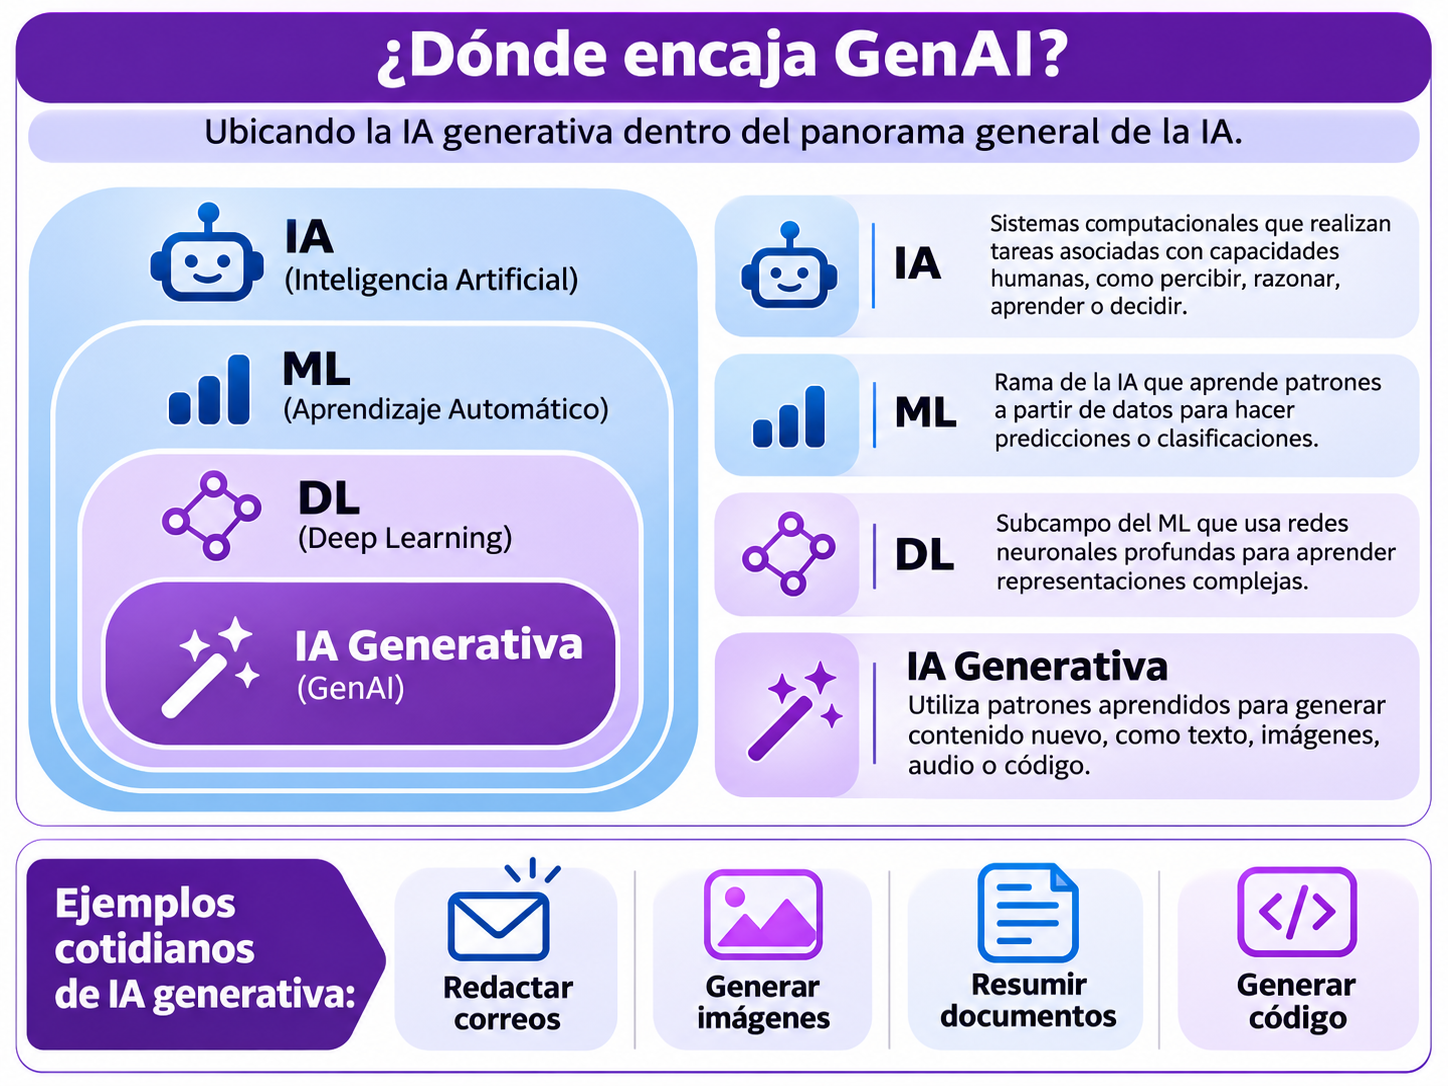 ¿Dónde encaja GenAI?
Ubicando la IA generativa dentro del panorama general de la IA.
IA
(Inteligencia Artificial)
ML
(Aprendizaje Automático)
DL
(Deep Learning)
IA Generativa
(GenAI)
IA
Sistemas computacionales que realizan
tareas asociadas con capacidades
humanas, como percibir, razonar,
aprender o decidir.
ML
Rama de la IA que aprende patrones
a partir de datos para hacer
predicciones o clasificaciones.
DL
Subcampo del ML que usa redes
neuronales profundas para aprender
representaciones complejas.
IA Generativa
Utiliza patrones aprendidos para generar
contenido nuevo, como texto, imágenes,
audio o código.
Ejemplos
cotidianos
de IA generativa:
Redactar
correos
Generar
imágenes
Resumir
documentos
Generar
código